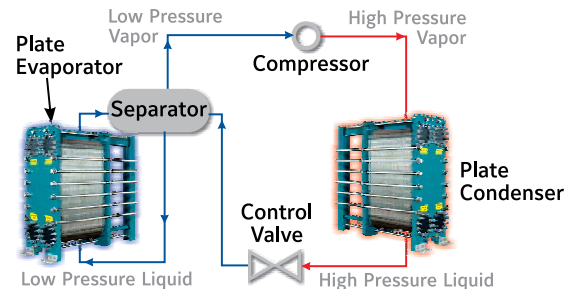 Low Pressure
Vapor
High Pressure
Vapor
Plate
Evaporator
Compressor
Separator
Plate
Condenser
Control
Valve
Low Pressure Liquid
High Pressure Liquid